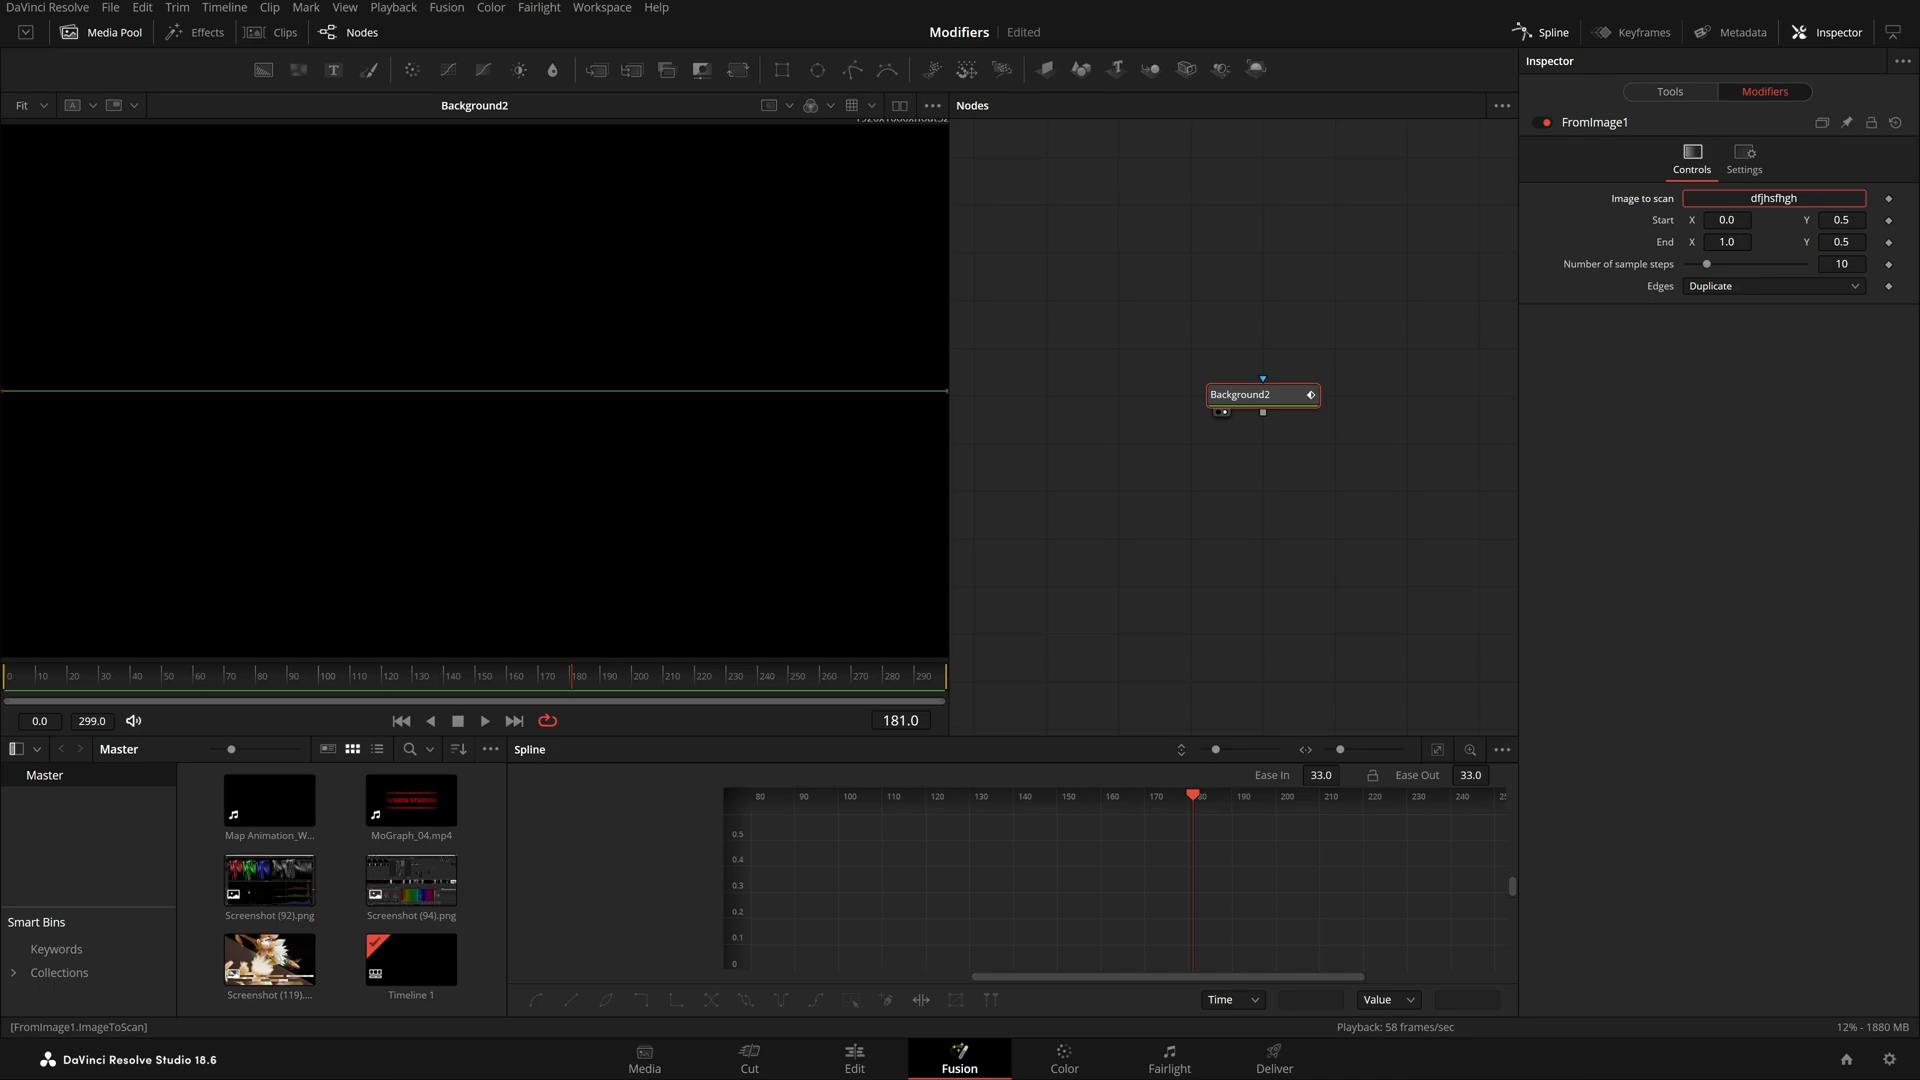 DaVinci Resolve File Edit Trim Timeline Clip Mark View Playback Fusion Color Fairlight Workspace Help
Media Pool Effects Clips Nodes Modifiers Edited Spline Keyframes Metadata Inspector
Inspector
Fit Background2 Nodes
Tools Modifiers
FromImage1
Controls Settings
Image to scan dfjhsfhgh
Start X 0.0 Y 0.5
End X 1.0 Y 0.5
Number of sample steps 10
Edges Duplicate
Background2
0 10 20 30 40 50 60 70 80 90 100 110 120 130 140 150 160 170 180 190 200 210 220 230 240 250 260 270 280 290
0.0 299.0 181.0
Master Spline
Master
Ease In 33.0 Ease Out 33.0
80 90 100 110 120 130 140 150 160 170 80 190 200 210 220 230 240
0.5
0.4
0.3
0.2
0.1
0
Map Animation_W... MoGraph_04.mp4
Screenshot (92).png Screenshot (94).png
Screenshot (119).... Timeline 1
Smart Bins
Keywords
Collections
Time Value
[FromImage1.ImageToScan] Playback: 58 frames/sec 12% - 1880 MB
DaVinci Resolve Studio 18.6
Media Cut Edit Fusion Color Fairlight Deliver